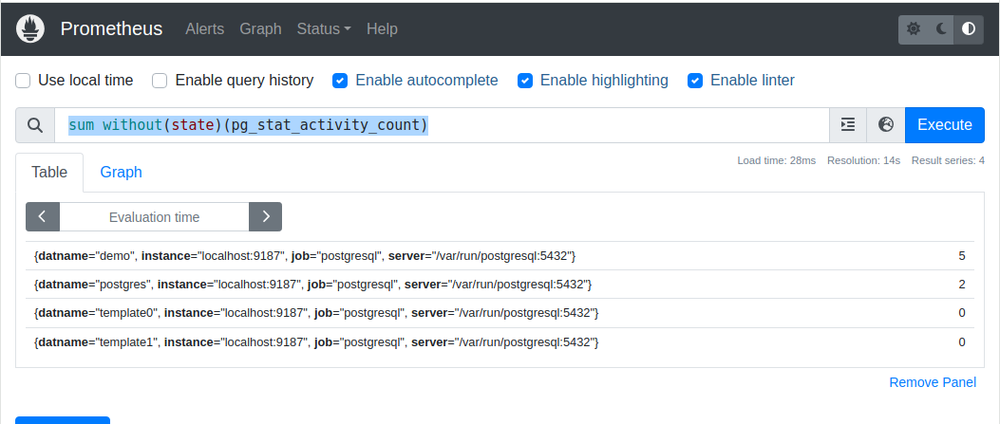 Prometheus Alerts Graph Status Help
Use local time Enable query history Enable autocomplete Enable highlighting Enable linter
sum without(state)(pg_stat_activity_count) Execute
Load time: 28ms Resolution: 14s Result series: 4
Table Graph
Evaluation time
{datname="demo", instance="localhost:9187", job="postgresql", server="/var/run/postgresql:5432"} 5
{datname="postgres", instance="localhost:9187", job="postgresql", server="/var/run/postgresql:5432"} 2
{datname="template0", instance="localhost:9187", job="postgresql", server="/var/run/postgresql:5432"} 0
{datname="template1", instance="localhost:9187", job="postgresql", server="/var/run/postgresql:5432"} 0
Remove Panel